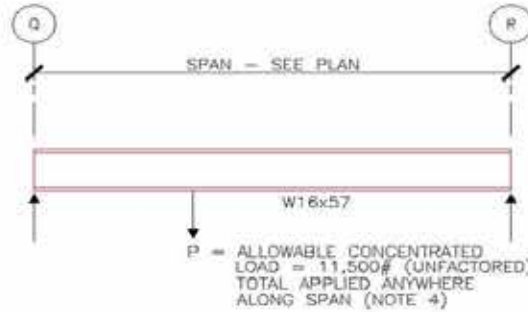 Q R
SPAN - SEE PLAN
W16x57
P = ALLOWABLE CONCENTRATED
LOAD = 11,500# (UNFACTORED)
TOTAL APPLIED ANYWHERE
ALONG SPAN (NOTE 4)